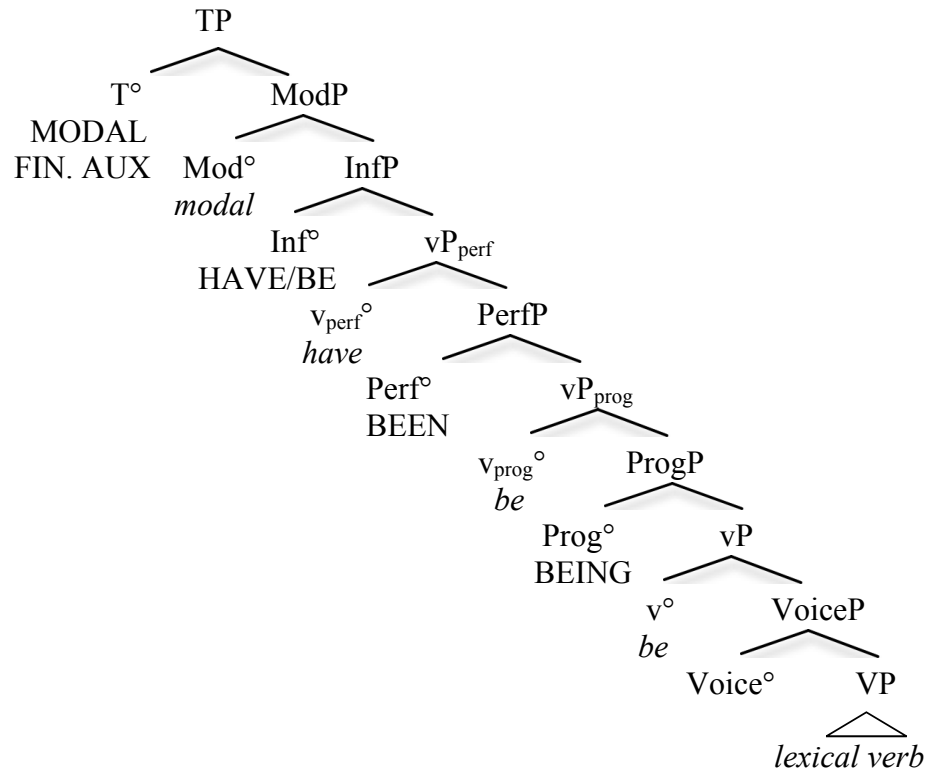 TP
T° ModP
MODAL
FIN. AUX Mod° InfP
modal
Inf° vPperf
HAVE/BE
vperf° PerfP
have
Perf° vPprog
BEEN
vprog° ProgP
be
Prog° vP
BEING
v° VoiceP
be
Voice° VP
lexical verb